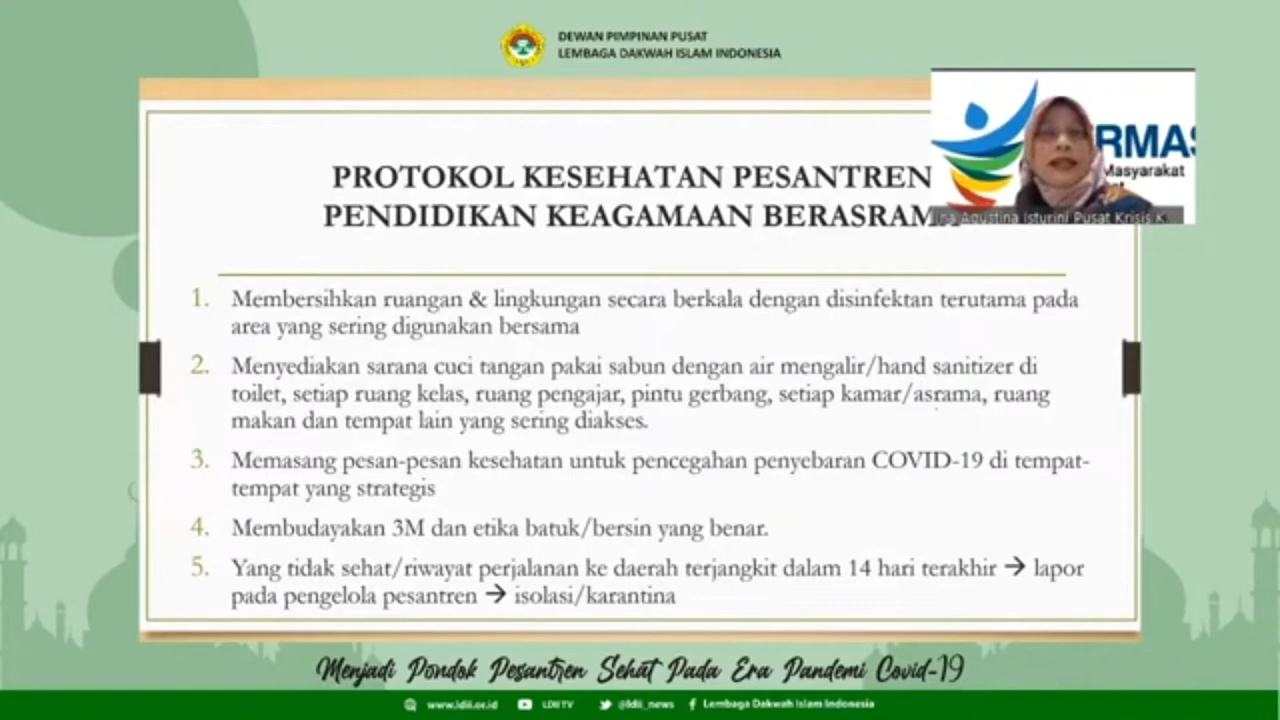 DEWAN PIMPINAN PUSAT
LEMBAGA DAKWAH ISLAM INDONESIA
RMAS
Masyarakat
Agustina Isturini Pusat Krisis K
PROTOKOL KESEHATAN PESANTREN
PENDIDIKAN KEAGAMAAN BERASRAMA
1. Membersihkan ruangan & lingkungan secara berkala dengan disinfektan terutama pada
area yang sering digunakan bersama
2. Menyediakan sarana cuci tangan pakai sabun dengan air mengalir/hand sanitizer di
toilet, setiap ruang kelas, ruang pengajar, pintu gerbang, setiap kamar/asrama, ruang
makan dan tempat lain yang sering diakses.
3. Memasang pesan-pesan kesehatan untuk pencegahan penyebaran COVID-19 di tempat-
tempat yang strategis
4. Membudayakan 3M dan etika batuk/bersin yang benar.
5. Yang tidak sehat/riwayat perjalanan ke daerah terjangkit dalam 14 hari terakhir → lapor
pada pengelola pesantren → isolasi/karantina
Menjadi Pondok Pesantren Sehat Pada Era Pandemi Covid-19
www.ldii.or.id LDII TV @ldii_news Lembaga Dakwah Islam Indonesia